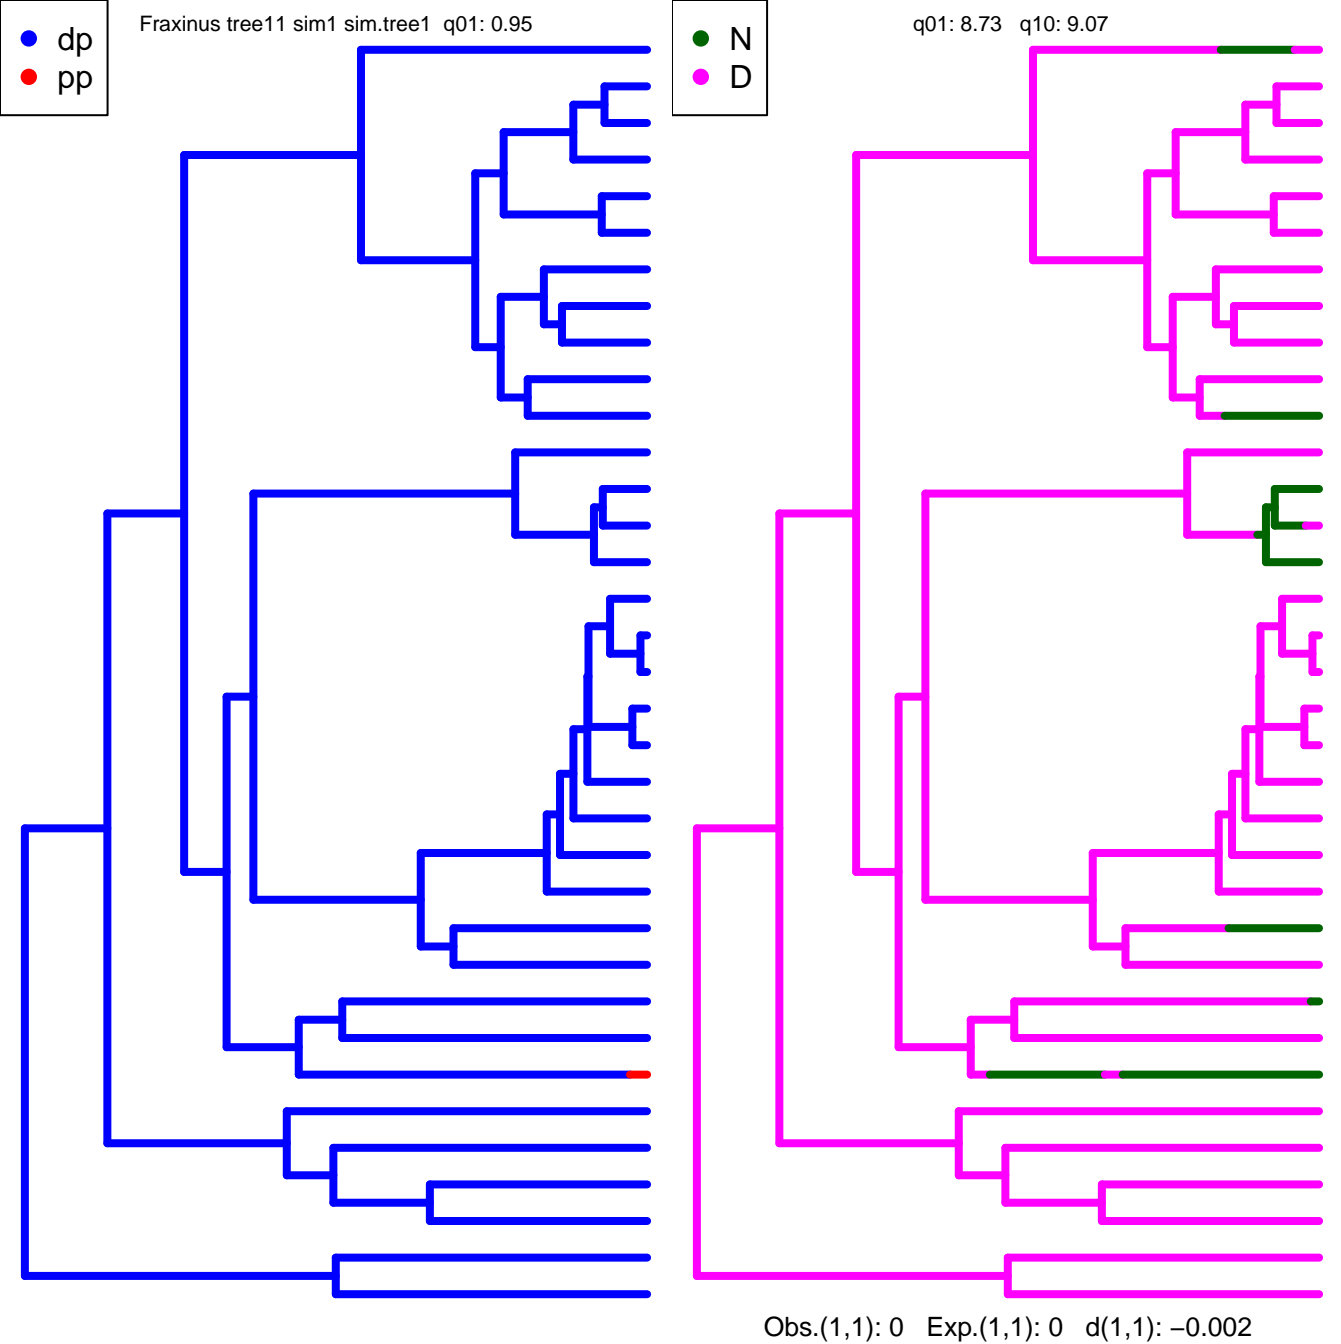 Fraxinus tree11 sim1 sim.tree1  q01: 0.95
dp
pp
q01: 8.73   q10: 9.07
N
D
Obs.(1,1): 0   Exp.(1,1): 0   d(1,1): −0.002